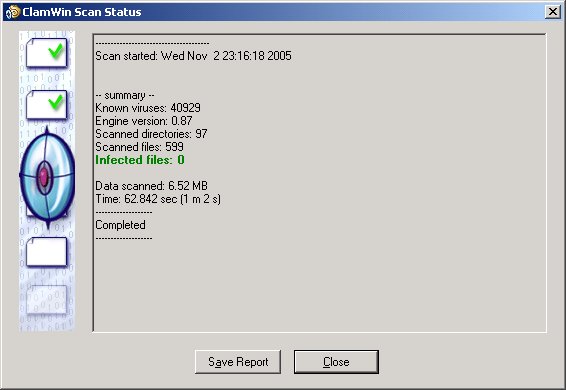 ClamWin Scan Status
--------------------------------------
Scan started: Wed Nov  2 23:16:18 2005
-- summary --
Known viruses: 40929
Engine version: 0.87
Scanned directories: 97
Scanned files: 599
Infected files: 0
Data scanned: 6.52 MB
Time: 62.842 sec (1 m 2 s)
-------------------
Completed
-------------------
Save Report
Close